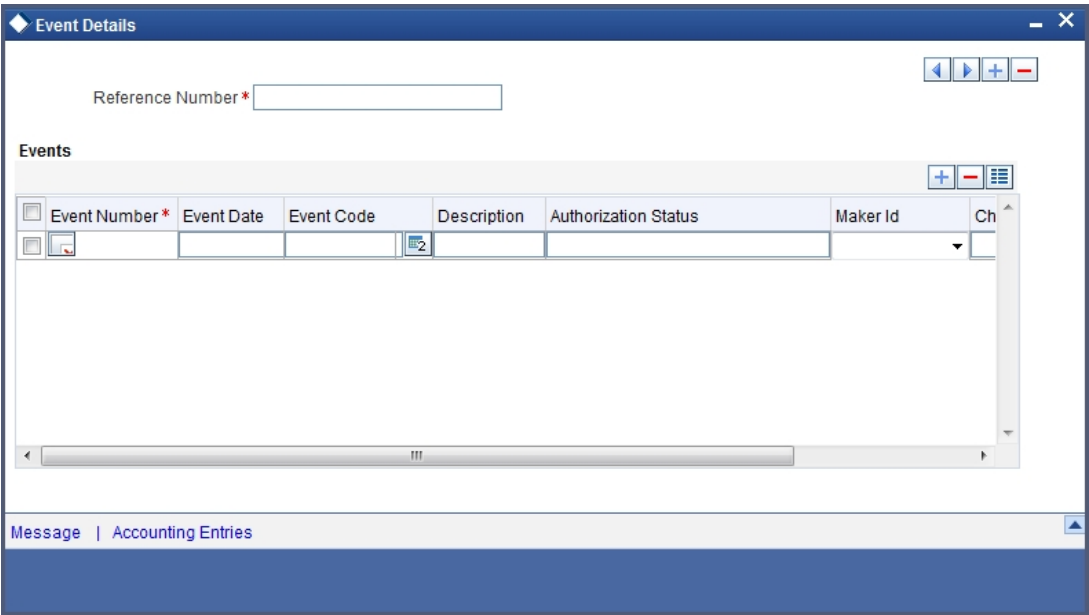 Event Details
Reference Number *
Events
Event Number * Event Date Event Code Description Authorization Status Maker Id Ch
2
Message | Accounting Entries